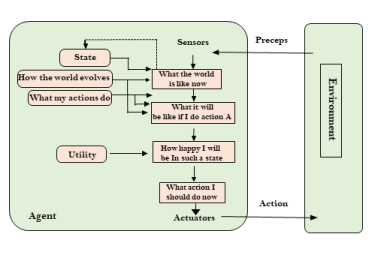 Sensors
Preceps
State
How the world evolves
What my actions do
What the world
is like now
What it will
be like if I do action A
Utility
How happy I will
be In such a state
What action I
should do now
Agent
Actuators
Action
Environment